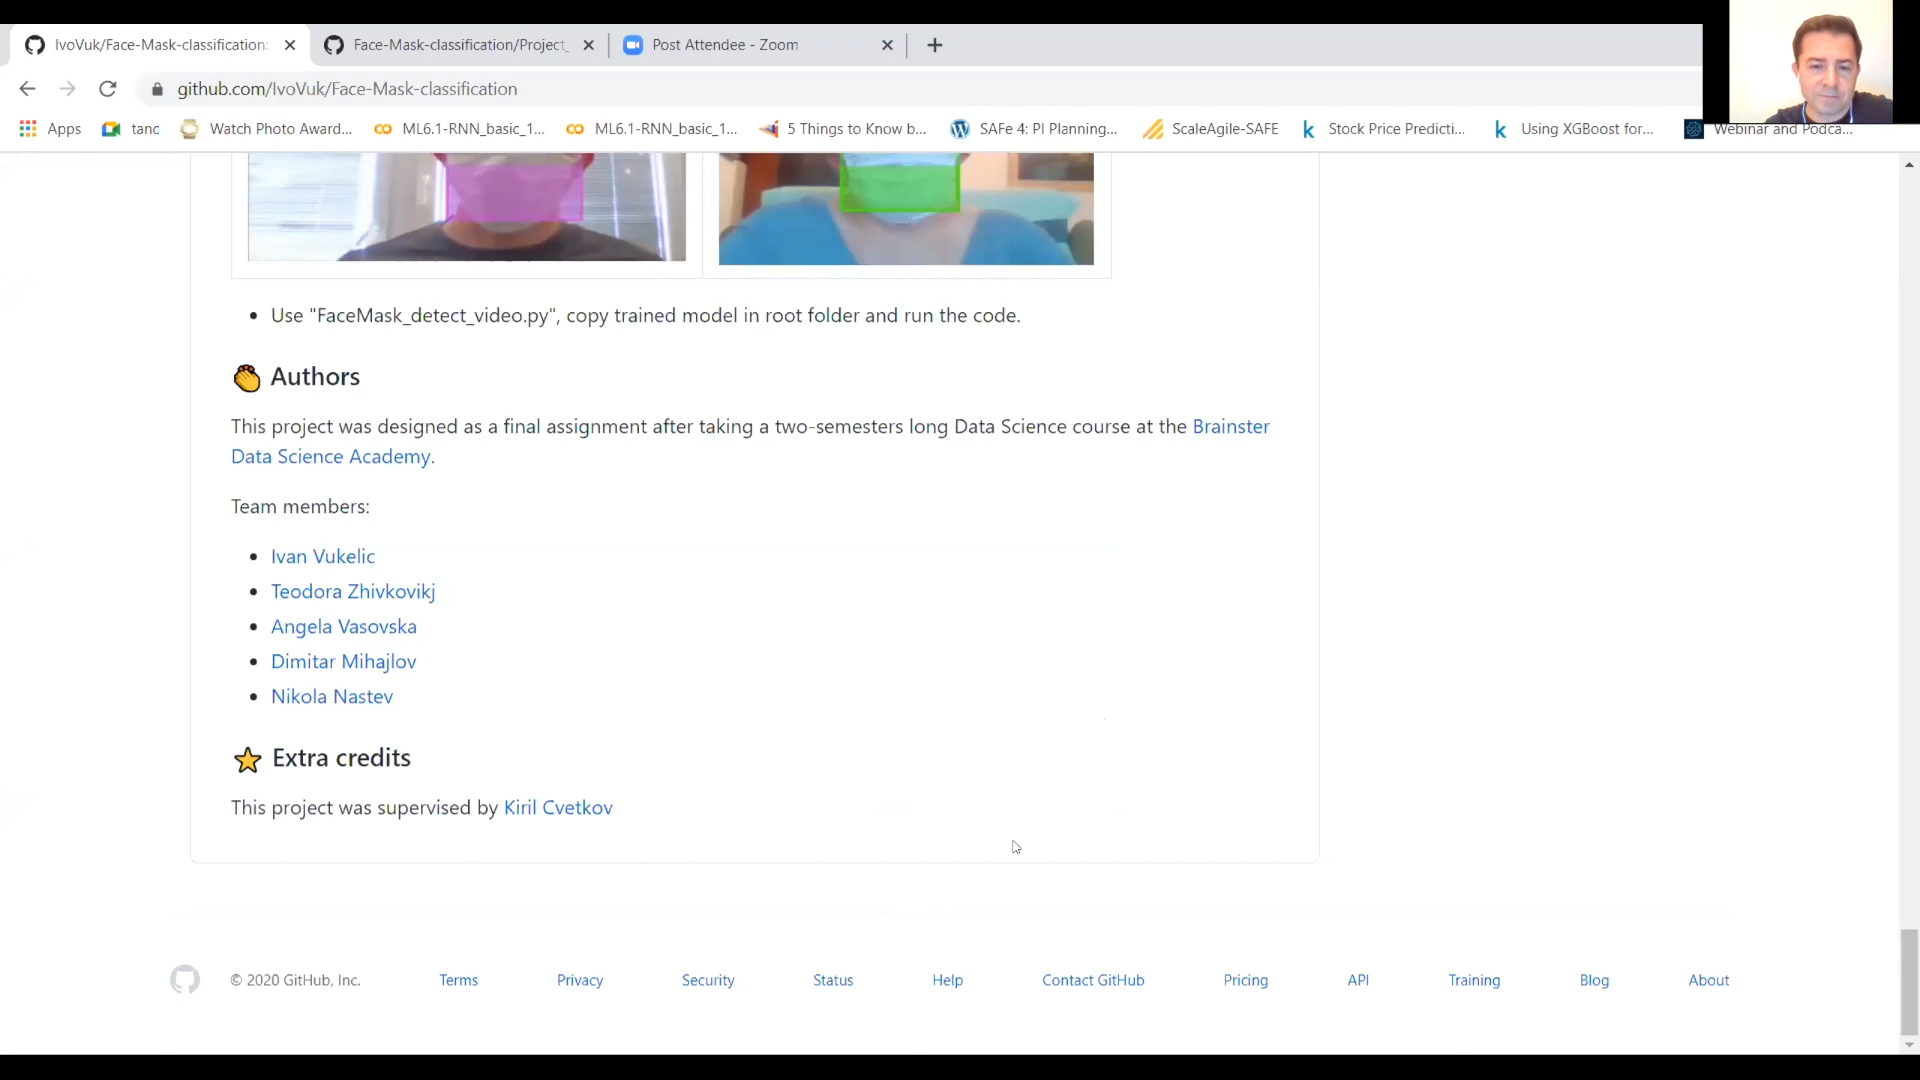 IvoVuk/Face-Mask-classification:
Face-Mask-classification/Project_
Post Attendee - Zoom
github.com/IvoVuk/Face-Mask-classification
Apps
tanc
Watch Photo Award...
ML6.1-RNN_basic_1...
ML6.1-RNN_basic_1...
5 Things to Know b...
SAFe 4: PI Planning...
ScaleAgile-SAFE
Stock Price Predicti...
Using XGBoost for...
Webinar and Podca...
Use "FaceMask_detect_video.py", copy trained model in root folder and run the code.
Authors
This project was designed as a final assignment after taking a two-semesters long Data Science course at the Brainster
Data Science Academy.
Team members:
Ivan Vukelic
Teodora Zhivkovikj
Angela Vasovska
Dimitar Mihajlov
Nikola Nastev
Extra credits
This project was supervised by Kiril Cvetkov
© 2020 GitHub, Inc.
Terms
Privacy
Security
Status
Help
Contact GitHub
Pricing
API
Training
Blog
About